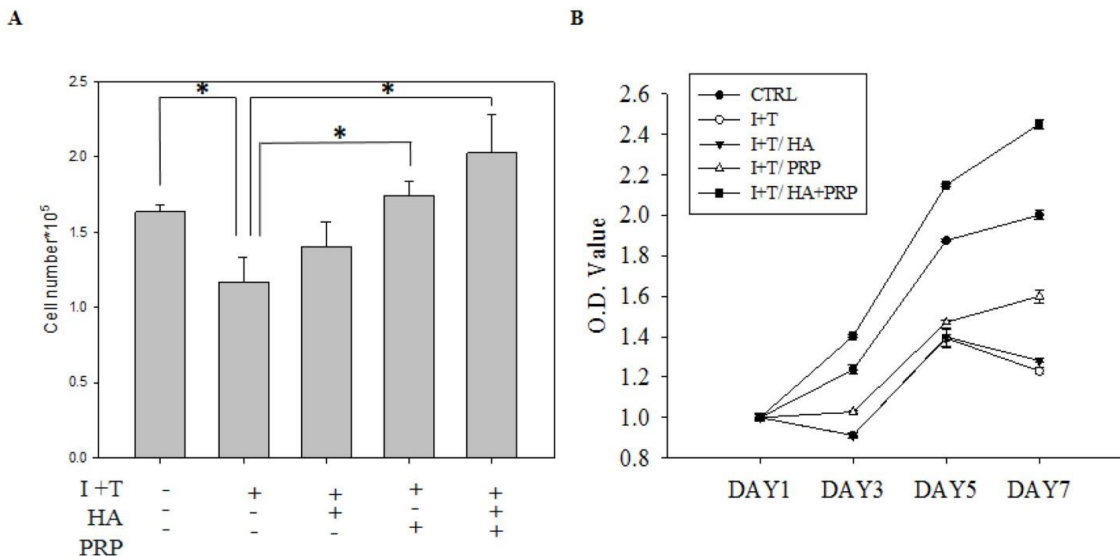 A
B
2.5
2.0
1.5
1.0
0.5
0.0
Cell number*10^5
* * *
I +T - + + + +
HA - - + - +
PRP - - - + +
CTRL
I+T
I+T/ HA
I+T/ PRP
I+T/ HA+PRP
2.6
2.4
2.2
2.0
1.8
1.6
1.4
1.2
1.0
0.8
O.D. Value
DAY1 DAY3 DAY5 DAY7